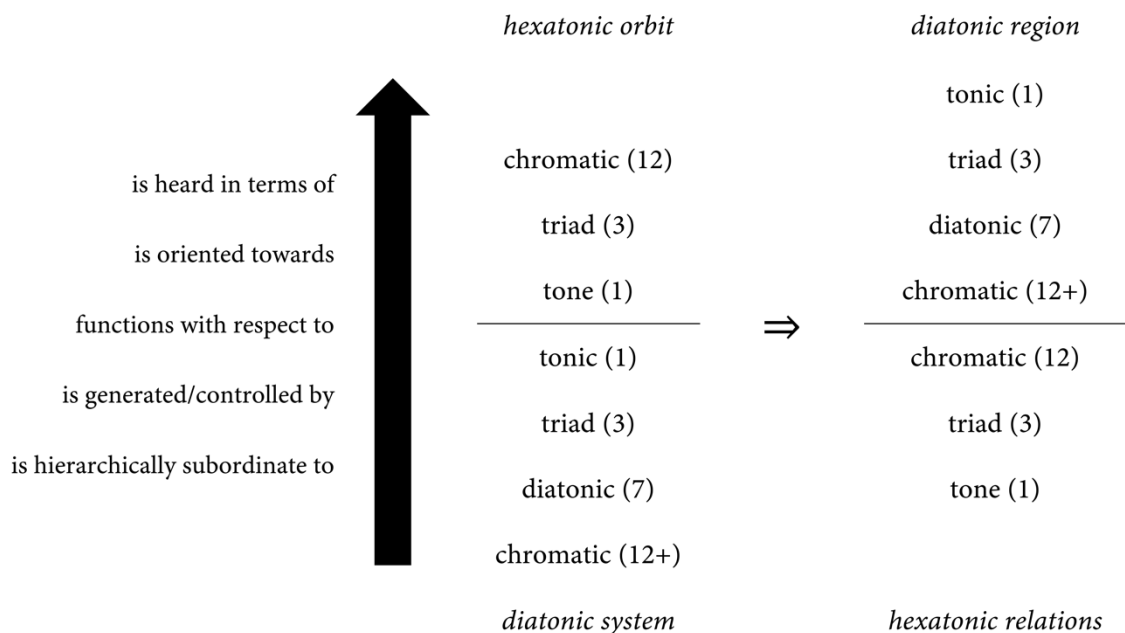 hexatonic orbit
diatonic region
tonic (1)
chromatic (12)
triad (3)
is heard in terms of
triad (3)
diatonic (7)
is oriented towards
tone (1)
chromatic (12+)
functions with respect to
⇒
tonic (1)
chromatic (12)
is generated/controlled by
triad (3)
triad (3)
is hierarchically subordinate to
diatonic (7)
tone (1)
chromatic (12+)
diatonic system
hexatonic relations